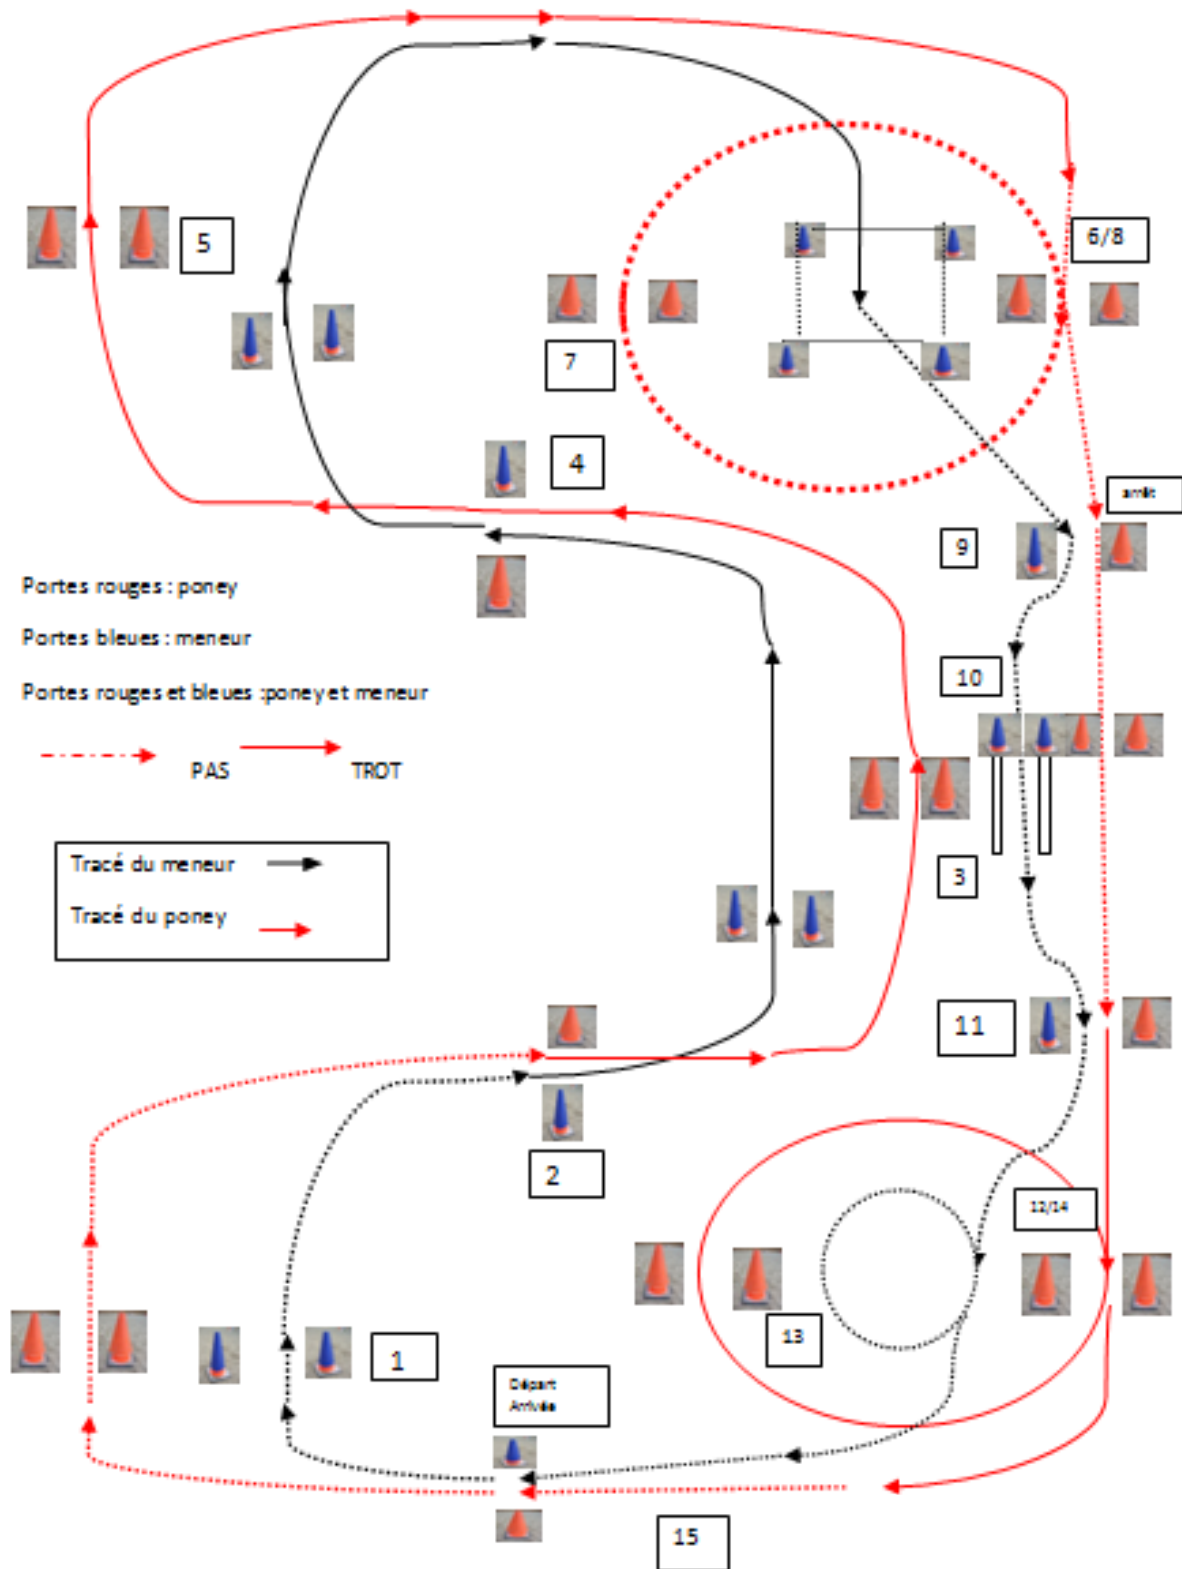 5
6/8
7
4
arrêt
9
Portes rouges : poney
Portes bleues : meneur
Portes rouges et bleues :poney et meneur
10
PAS
TROT
Tracé du meneur
3
Tracé du poney
11
2
12/14
13
1
Départ
Arrivée
15